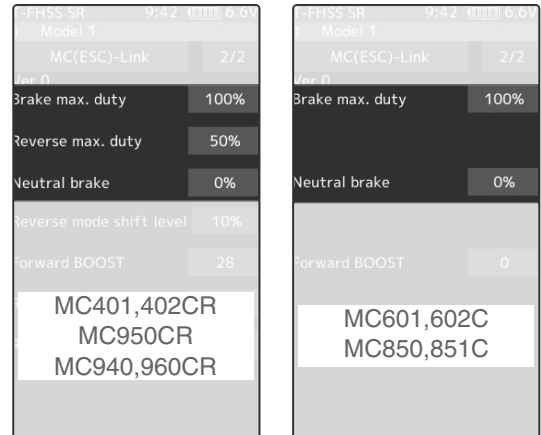 T-FHSS SR 9:42 6.6V
1 Model 1
MC(ESC)-Link 2/2
Ver.0
Brake max. duty 100%
Reverse max. duty 50%
Neutral brake 0%
Reverse mode shift level 10%
Forward BOOST 28
MC401,402CR
MC950CR
MC940,960CR
T-FHSS SR 9:42 6.6V
1 Model 1
MC(ESC)-Link 2/2
Ver.0
Brake max. duty 100%
Neutral brake 0%
Forward BOOST 0
MC601,602C
MC850,851C